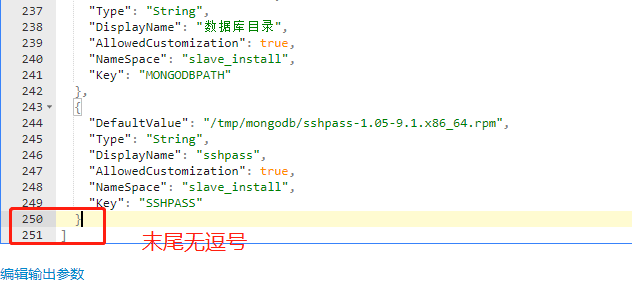 237 "Type": "String",
238 "DisplayName": "数据库目录",
239 "AllowedCustomization": true,
240 "NameSpace": "slave_install",
241 "Key": "MONGODBPATH"
242 },
243 {
244 "DefaultValue": "/tmp/mongodb/sshpass-1.05-9.1.x86_64.rpm",
245 "Type": "String",
246 "DisplayName": "sshpass",
247 "AllowedCustomization": true,
248 "NameSpace": "slave_install",
249 "Key": "SSHPASS"
250 }
251 ] 末尾无逗号
编辑输出参数